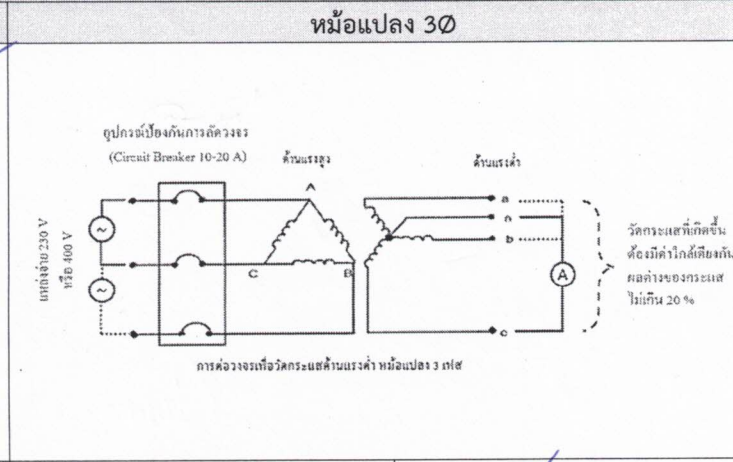 หม้อแปลง 3Ø
อุปกรณ์ป้องกันการลัดวงจร
(Circuit Breaker 10-20 A)
ด้านแรงสูง
ด้านแรงต่ำ
A
a
n
b
แหล่งจ่าย 230 V
หรือ 400 V
~
~
C
B
A
วัดกระแสที่เกิดขึ้น
ต้องมีค่าใกล้เคียงกัน
ผลต่างของกระแส
ไม่เกิน 20 %
c
การต่อวงจรเพื่อวัดกระแสด้านแรงต่ำ หม้อแปลง 3 เฟส